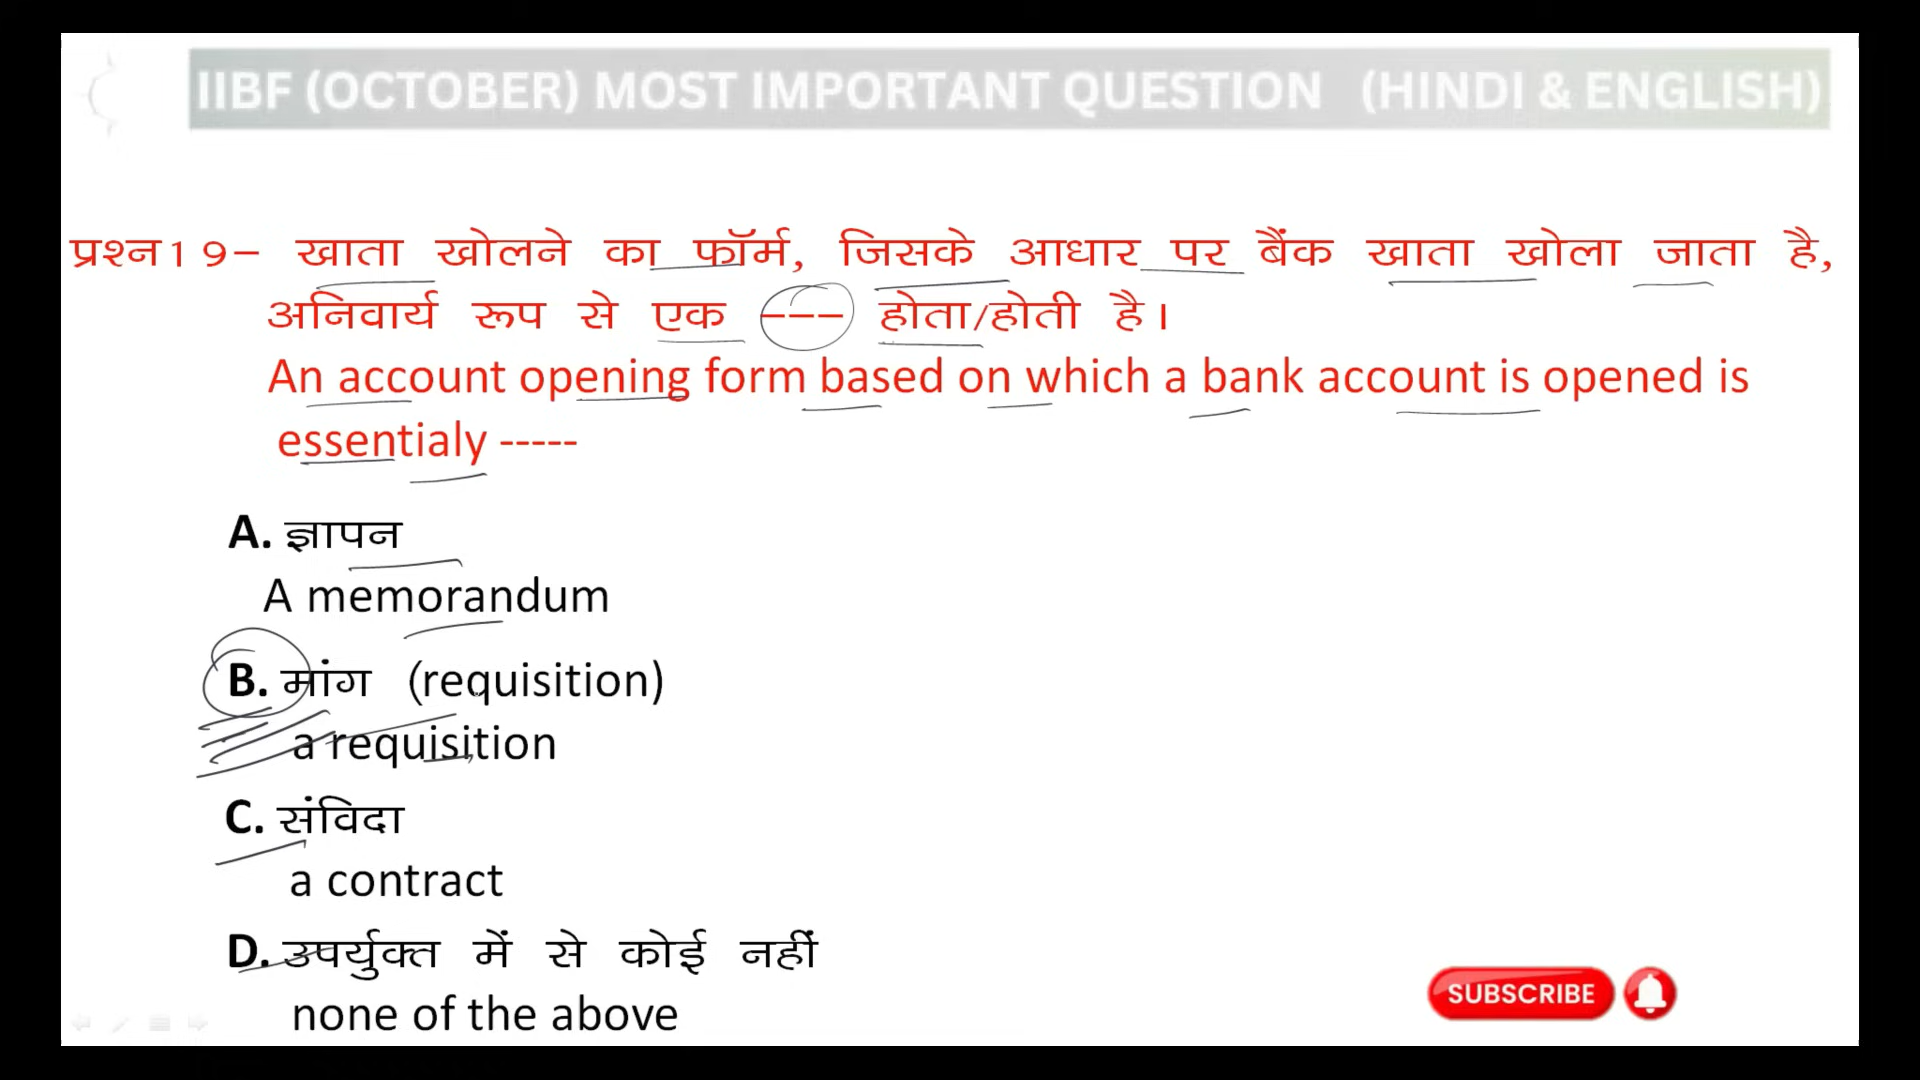 IIBF (OCTOBER) MOST IMPORTANT QUESTION (HINDI & ENGLISH)
प्रश्न19– खाता खोलने का फॉर्म, जिसके आधार पर बैंक खाता खोला जाता है,
अनिवार्य रूप से एक --- होता/होती है।
An account opening form based on which a bank account is opened is
essentialy -----
A. ज्ञापन
A memorandum
B. मांग (requisition)
a requisition
C. संविदा
a contract
D. उपर्युक्त में से कोई नहीं
none of the above
SUBSCRIBE